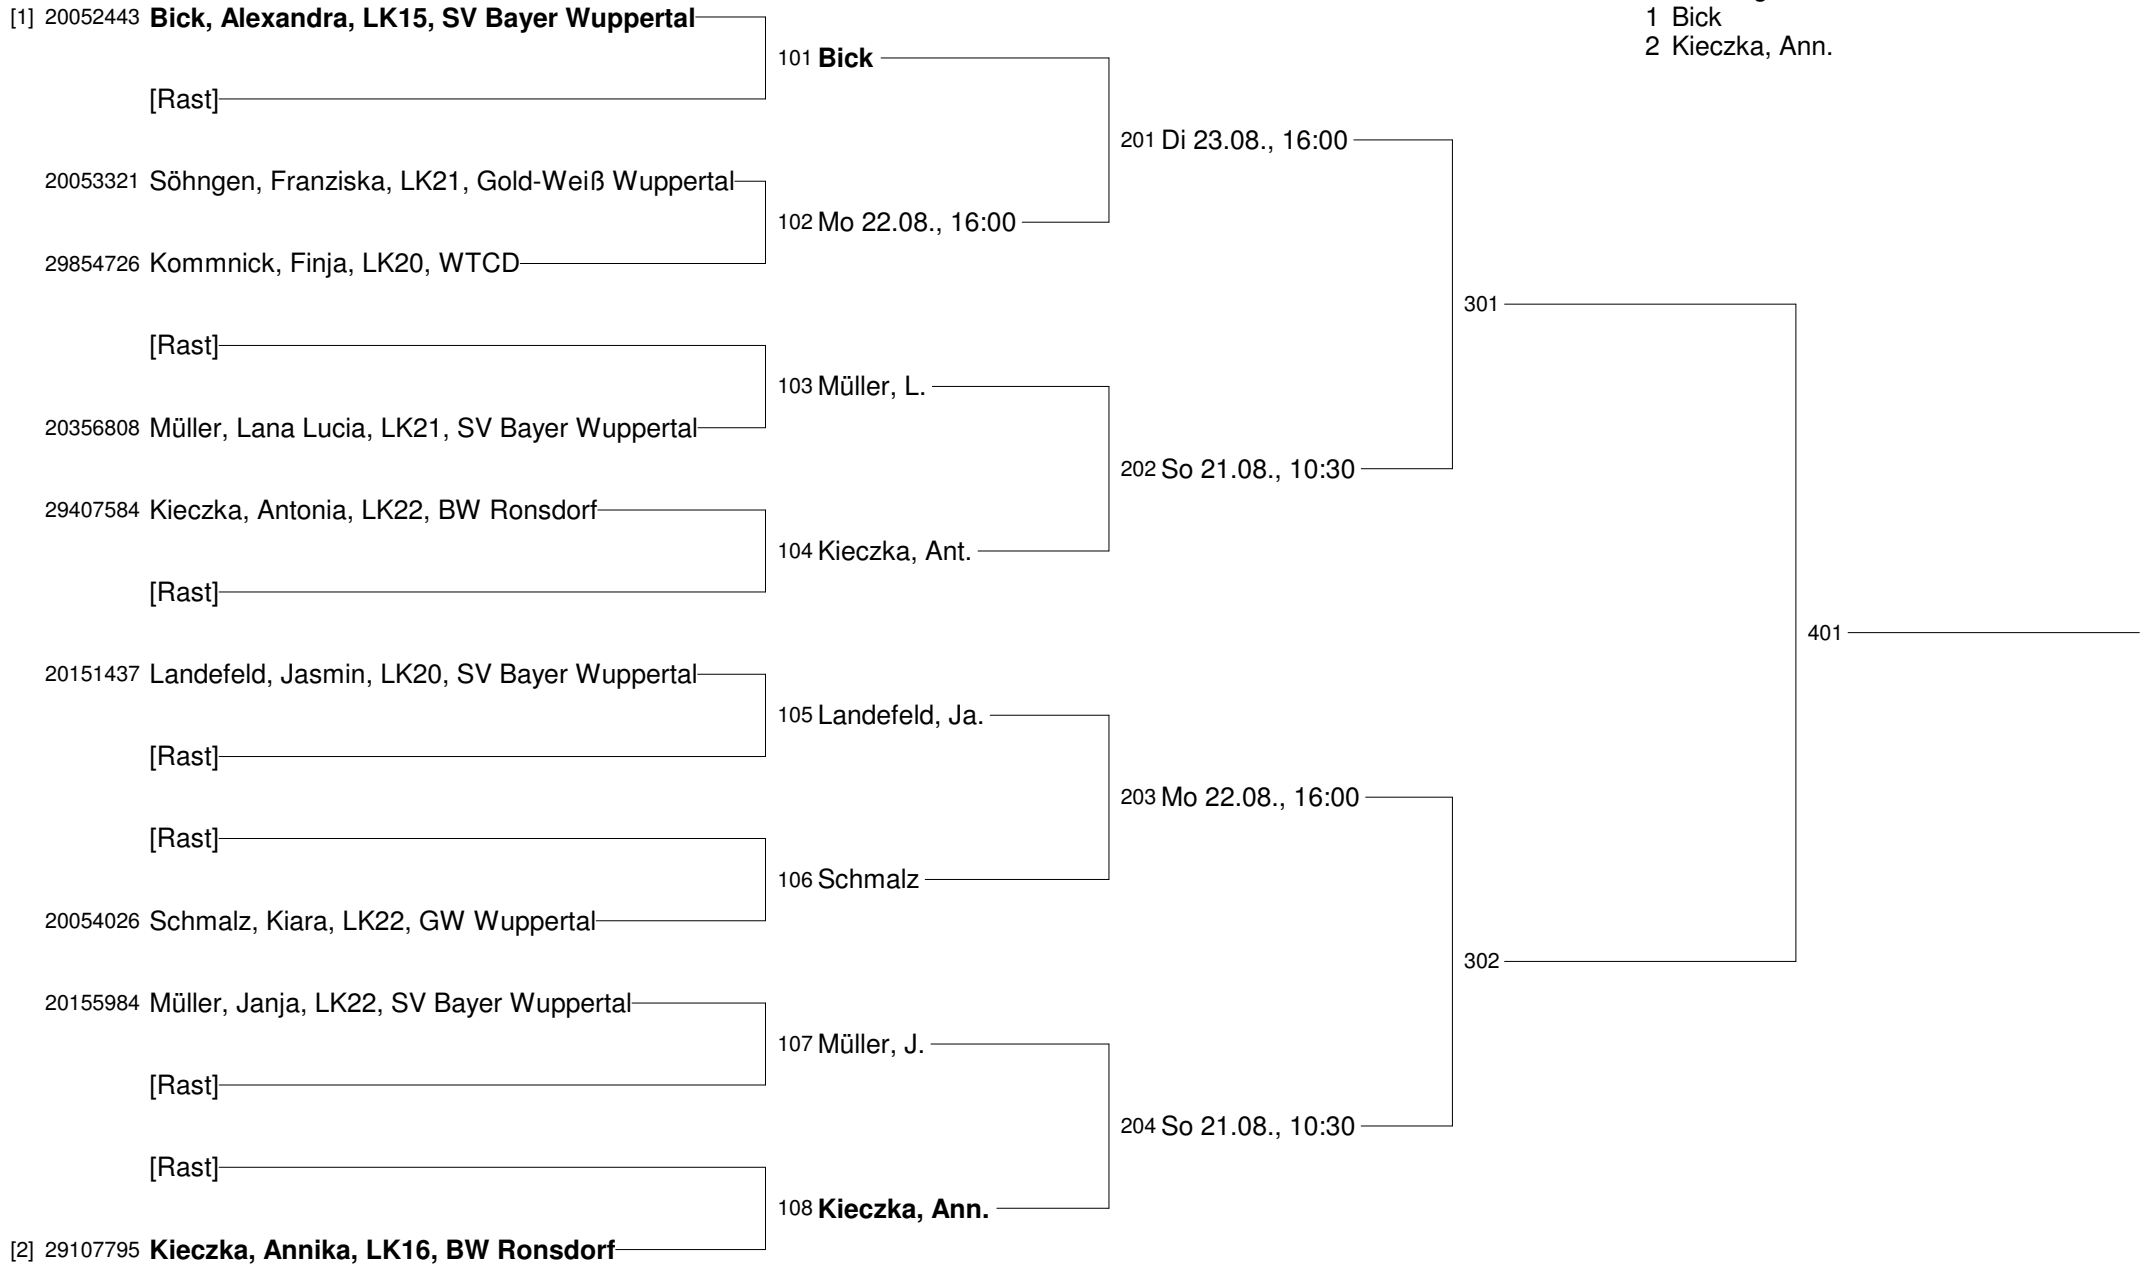 [1] 20052443 Bick, Alexandra, LK15, SV Bayer Wuppertal
1 Bick
2 Kieczka, Ann.
101 Bick
[Rast]
201 Di 23.08., 16:00
20053321 Söhngen, Franziska, LK21, Gold-Weiß Wuppertal
102 Mo 22.08., 16:00
29854726 Kommnick, Finja, LK20, WTCD
301
[Rast]
103 Müller, L.
20356808 Müller, Lana Lucia, LK21, SV Bayer Wuppertal
202 So 21.08., 10:30
29407584 Kieczka, Antonia, LK22, BW Ronsdorf
104 Kieczka, Ant.
[Rast]
401
20151437 Landefeld, Jasmin, LK20, SV Bayer Wuppertal
105 Landefeld, Ja.
[Rast]
203 Mo 22.08., 16:00
[Rast]
106 Schmalz
20054026 Schmalz, Kiara, LK22, GW Wuppertal
302
20155984 Müller, Janja, LK22, SV Bayer Wuppertal
107 Müller, J.
[Rast]
204 So 21.08., 10:30
[Rast]
108 Kieczka, Ann.
[2] 29107795 Kieczka, Annika, LK16, BW Ronsdorf